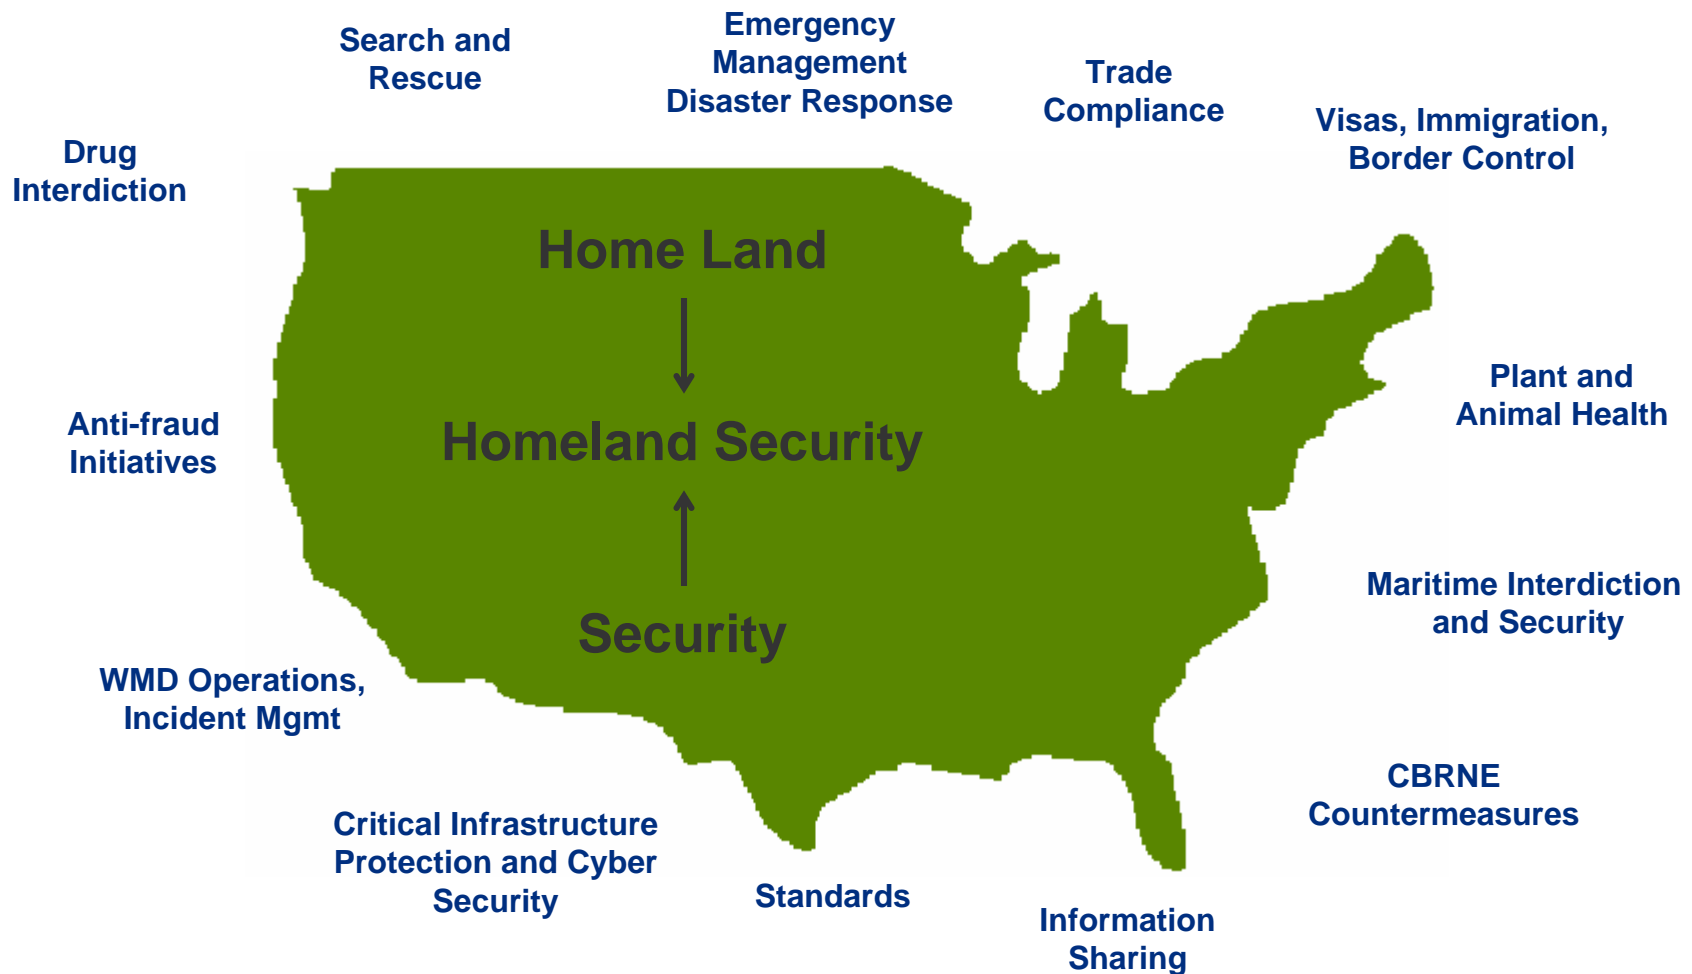 Search and
Rescue
Emergency
Management
Disaster Response
Trade
Compliance
Visas, Immigration,
Border Control
Drug
Interdiction
Home Land
Homeland Security
Security
Anti-fraud
Initiatives
Plant and
Animal Health
Maritime Interdiction
and Security
WMD Operations,
Incident Mgmt
CBRNE
Countermeasures
Critical Infrastructure
Protection and Cyber
Security
Standards
Information
Sharing